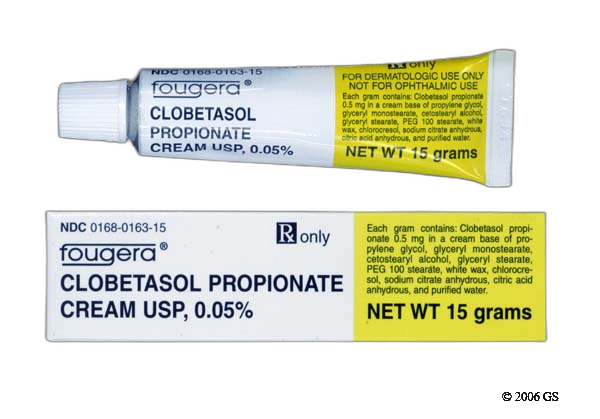 NDC 0168-0163-15
fougera®
CLOBETASOL
PROPIONATE
CREAM USP, 0.05%
Rx only
FOR DERMATOLOGIC USE ONLY
NOT FOR OPHTHALMIC USE
Each gram contains: Clobetasol propionate
0.5 mg in a cream base of propylene glycol,
glyceryl monostearate, cetostearyl alcohol,
glyceryl stearate, PEG 100 stearate, white
wax, chlorocresol, sodium citrate anhydrous,
citric acid anhydrous, and purified water.
NET WT 15 grams
NDC 0168-0163-15
fougera®
Rx only
CLOBETASOL PROPIONATE
CREAM USP, 0.05%
Each gram contains: Clobetasol propi-
onate 0.5 mg in a cream base of pro-
pylene glycol, glyceryl monostearate,
cetostearyl alcohol, glyceryl stearate,
PEG 100 stearate, white wax, chlorocre-
sol, sodium citrate anhydrous, citric acid
anhydrous, and purified water.
NET WT 15 grams
© 2006 GS